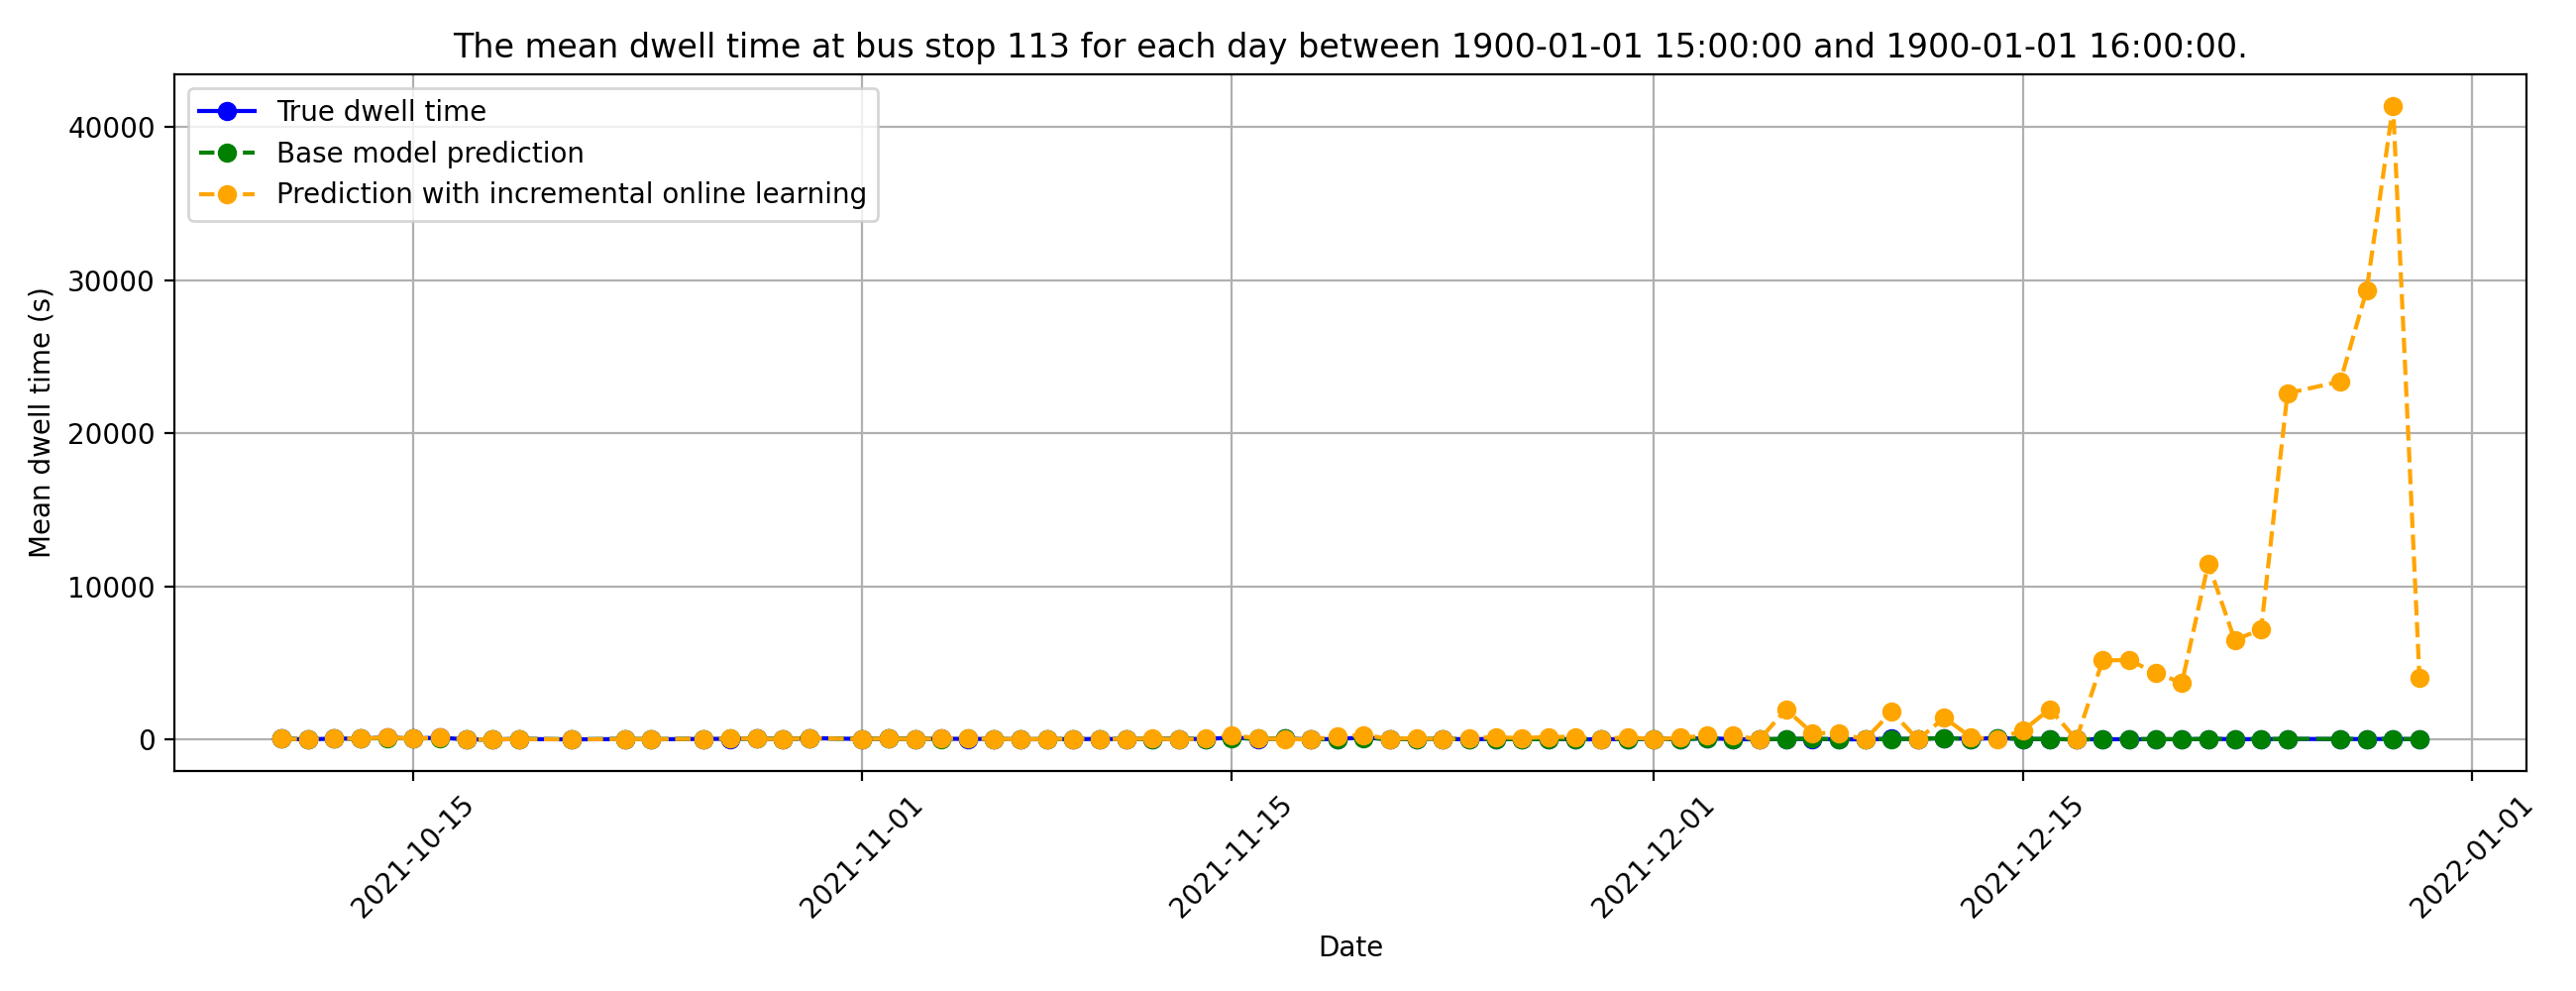 The mean dwell time at bus stop 113 for each day between 1900-01-01 15:00:00 and 1900-01-01 16:00:00.
True dwell time
Base model prediction
Prediction with incremental online learning
Mean dwell time (s)
40000
30000
20000
10000
0
2021-10-15
2021-11-01
2021-11-15
2021-12-01
2021-12-15
2022-01-01
Date